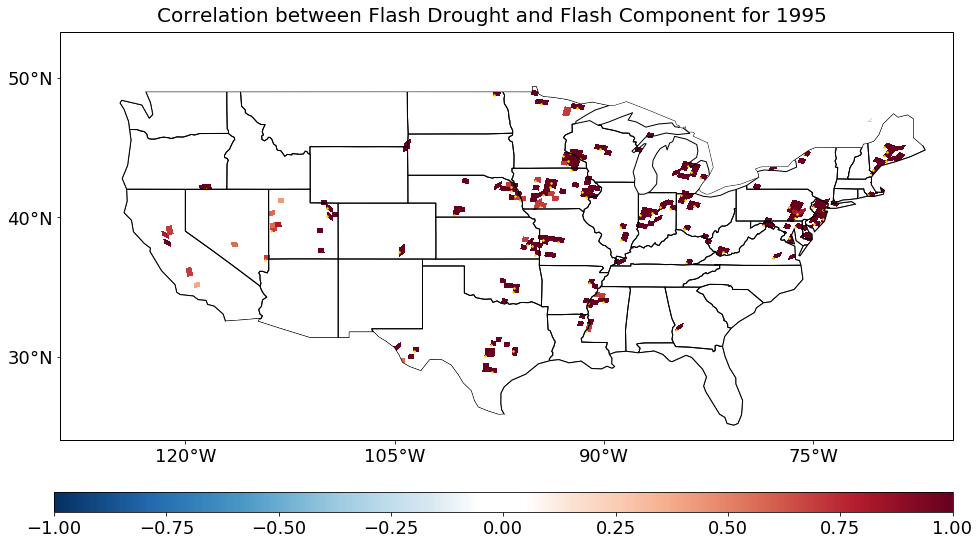 Correlation between Flash Drought and Flash Component for 1995
50°N
40°N
30°N
120°W 105°W 90°W 75°W
−1.00 −0.75 −0.50 −0.25 0.00 0.25 0.50 0.75 1.00